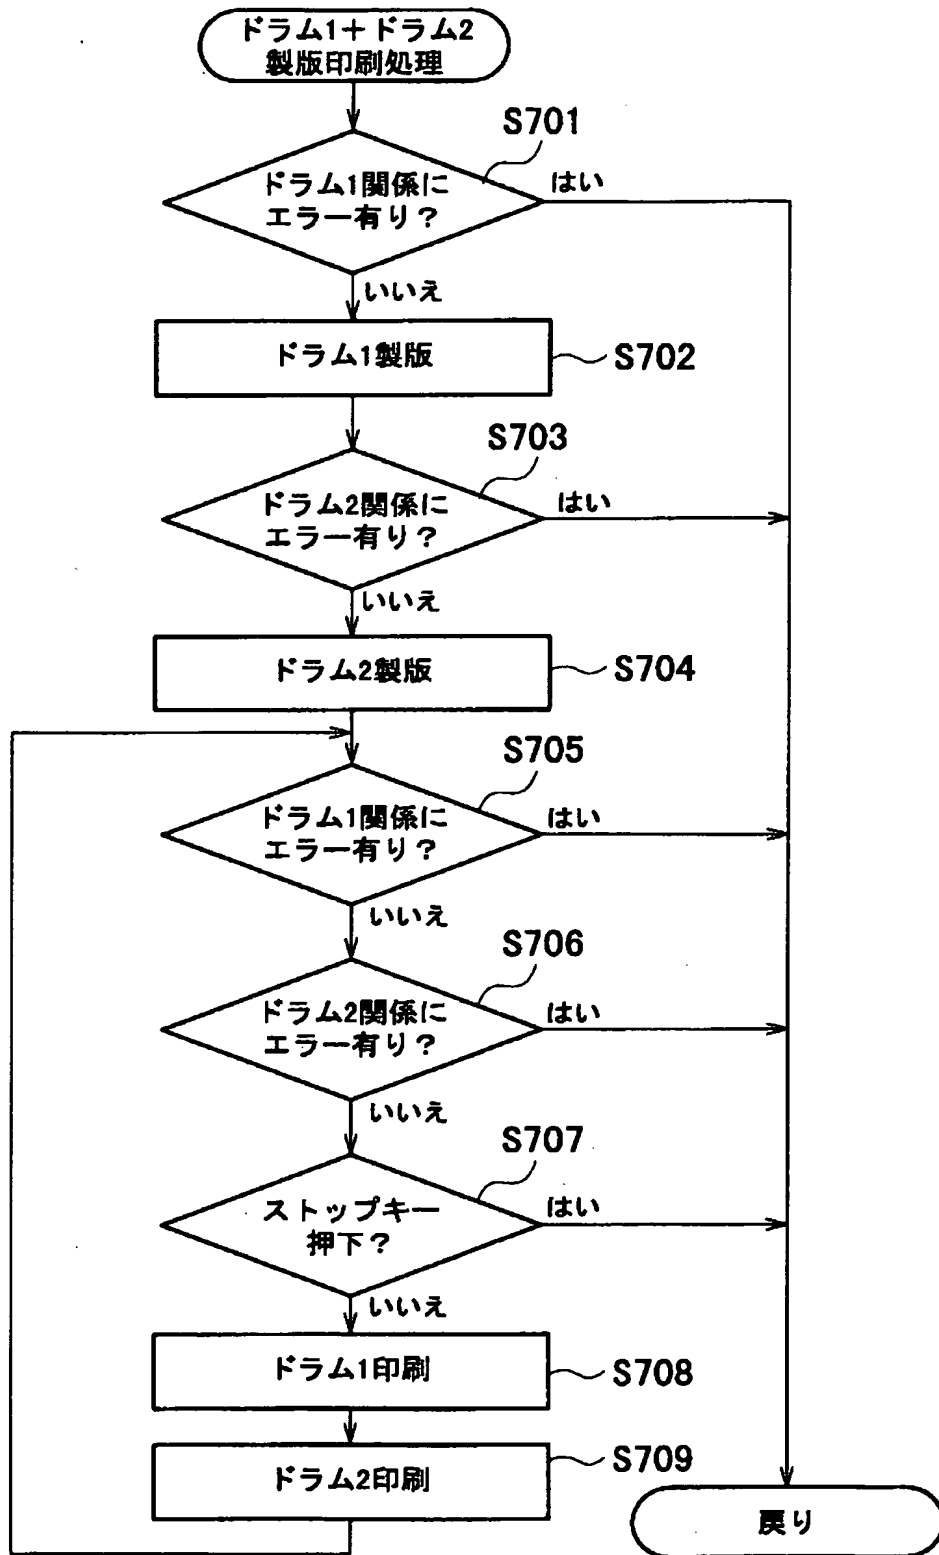 ドラム1＋ドラム2
製版印刷処理
S701
ドラム1関係に
エラー有り？
はい
いいえ
ドラム1製版
S702
S703
ドラム2関係に
エラー有り？
はい
いいえ
ドラム2製版
S704
S705
ドラム1関係に
エラー有り？
はい
いいえ
S706
ドラム2関係に
エラー有り？
はい
いいえ
S707
ストップキー
押下？
はい
いいえ
ドラム1印刷
S708
ドラム2印刷
S709
戻り